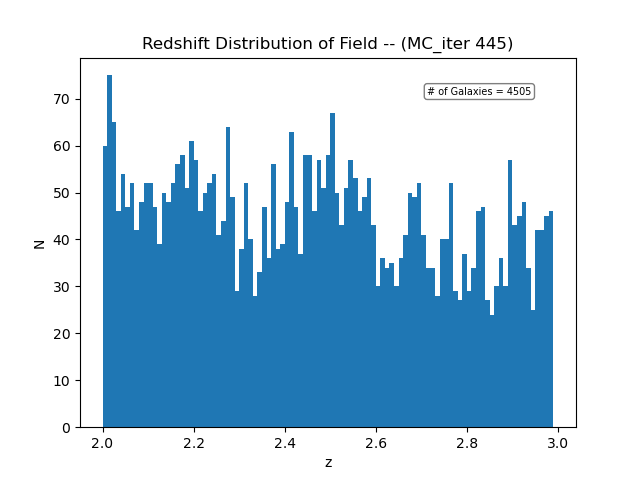 Redshift Distribution of Field -- (MC_iter 445)
# of Galaxies = 4505
N
70
60
50
40
30
20
10
0
2.0 2.2 2.4 2.6 2.8 3.0
z